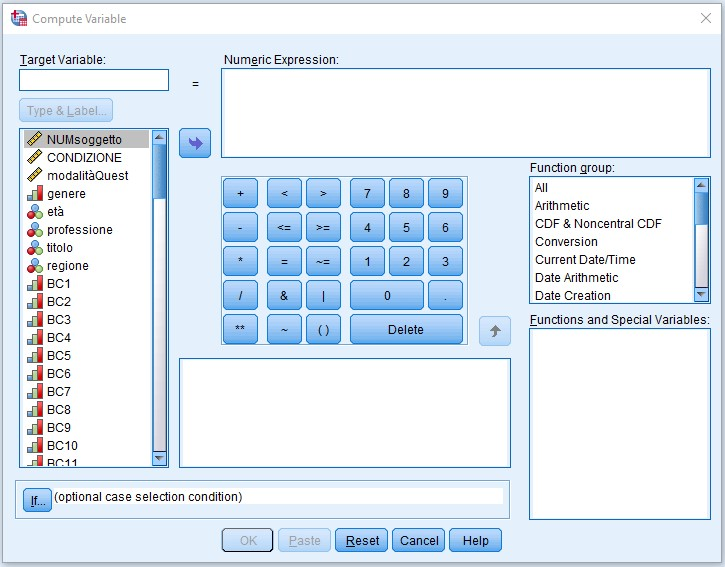 Compute Variable
Target Variable:
=
Numeric Expression:
Type & Label...
NUMsoggetto
CONDIZIONE
modalitàQuest
genere
età
professione
titolo
regione
BC1
BC2
BC3
BC4
BC5
BC6
BC7
BC8
BC9
BC10
BC11
+ < > 7 8 9
- <= >= 4 5 6
* = ~= 1 2 3
/ & | 0 .
** ~ ( ) Delete
Function group:
All
Arithmetic
CDF & Noncentral CDF
Conversion
Current Date/Time
Date Arithmetic
Date Creation
Functions and Special Variables:
If... (optional case selection condition)
OK Paste Reset Cancel Help